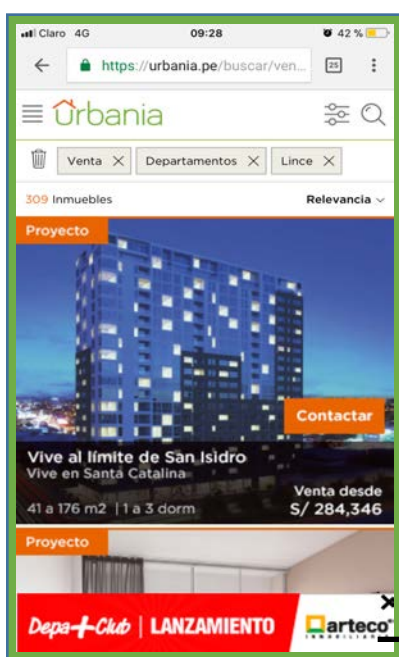 Claro 4G 09:28 42 %
https://urbania.pe/buscar/ven... 25
Urbania
Venta X Departamentos X Lince X
309 Inmuebles Relevancia
Proyecto
Contactar
Vive al límite de San Isidro
Vive en Santa Catalina
Venta desde
41 a 176 m2 | 1 a 3 dorm S/ 284,346
Proyecto
Depa+Club | LANZAMIENTO arteco
INMOBILIARIA